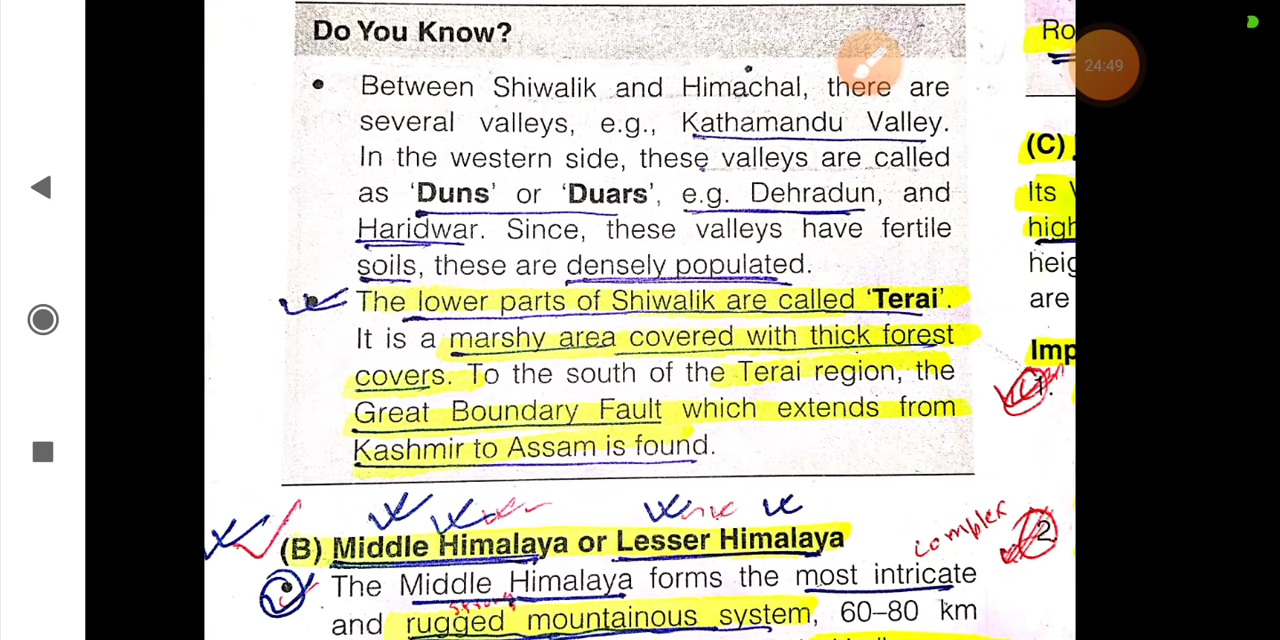 Do You Know?
• Between Shiwalik and Himachal, there are
several valleys, e.g., Kathamandu Valley.
In the western side, these valleys are called
as 'Duns' or 'Duars', e.g. Dehradun, and
Haridwar. Since, these valleys have fertile
soils, these are densely populated.
• The lower parts of Shiwalik are called 'Terai'.
It is a marshy area covered with thick forest
covers. To the south of the Terai region, the
Great Boundary Fault which extends from
Kashmir to Assam is found.
(B) Middle Himalaya or Lesser Himalaya
• The Middle Himalaya forms the most intricate
strong
and rugged mountainous system, 60–80 km
complex
Ro
24:49
(C)
Its
high
heig
are
Imp
1.
2